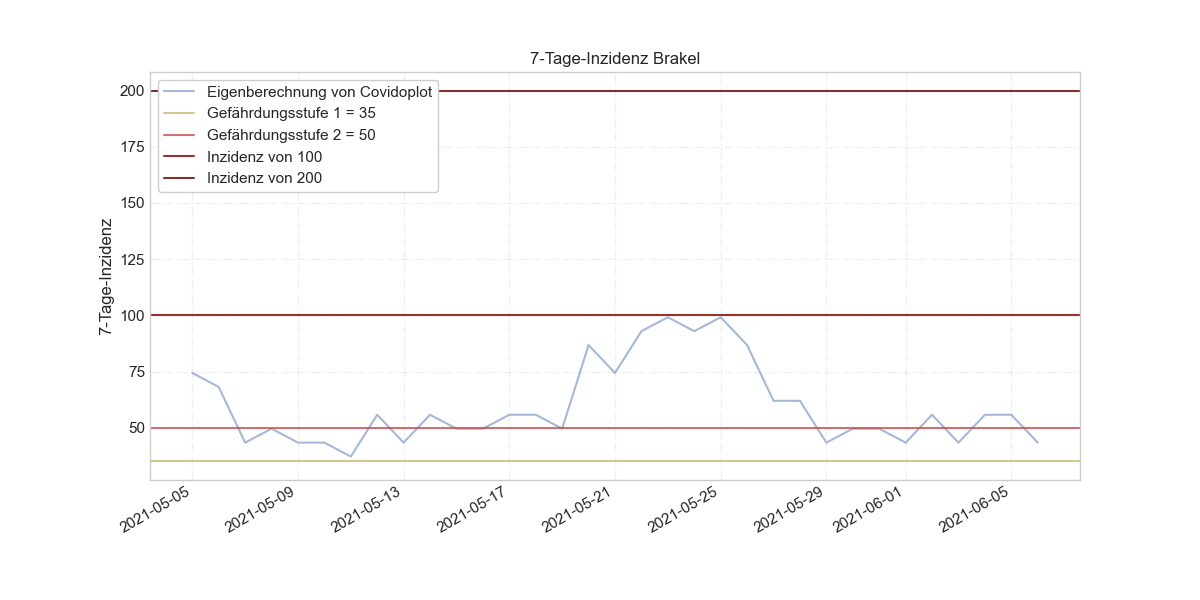 7-Tage-Inzidenz Brakel
200
175
150
125
100
75
50
7-Tage-Inzidenz
Eigenberechnung von Covidoplot
Gefährdungsstufe 1 = 35
Gefährdungsstufe 2 = 50
Inzidenz von 100
Inzidenz von 200
2021-05-05
2021-05-09
2021-05-13
2021-05-17
2021-05-21
2021-05-25
2021-05-29
2021-06-01
2021-06-05